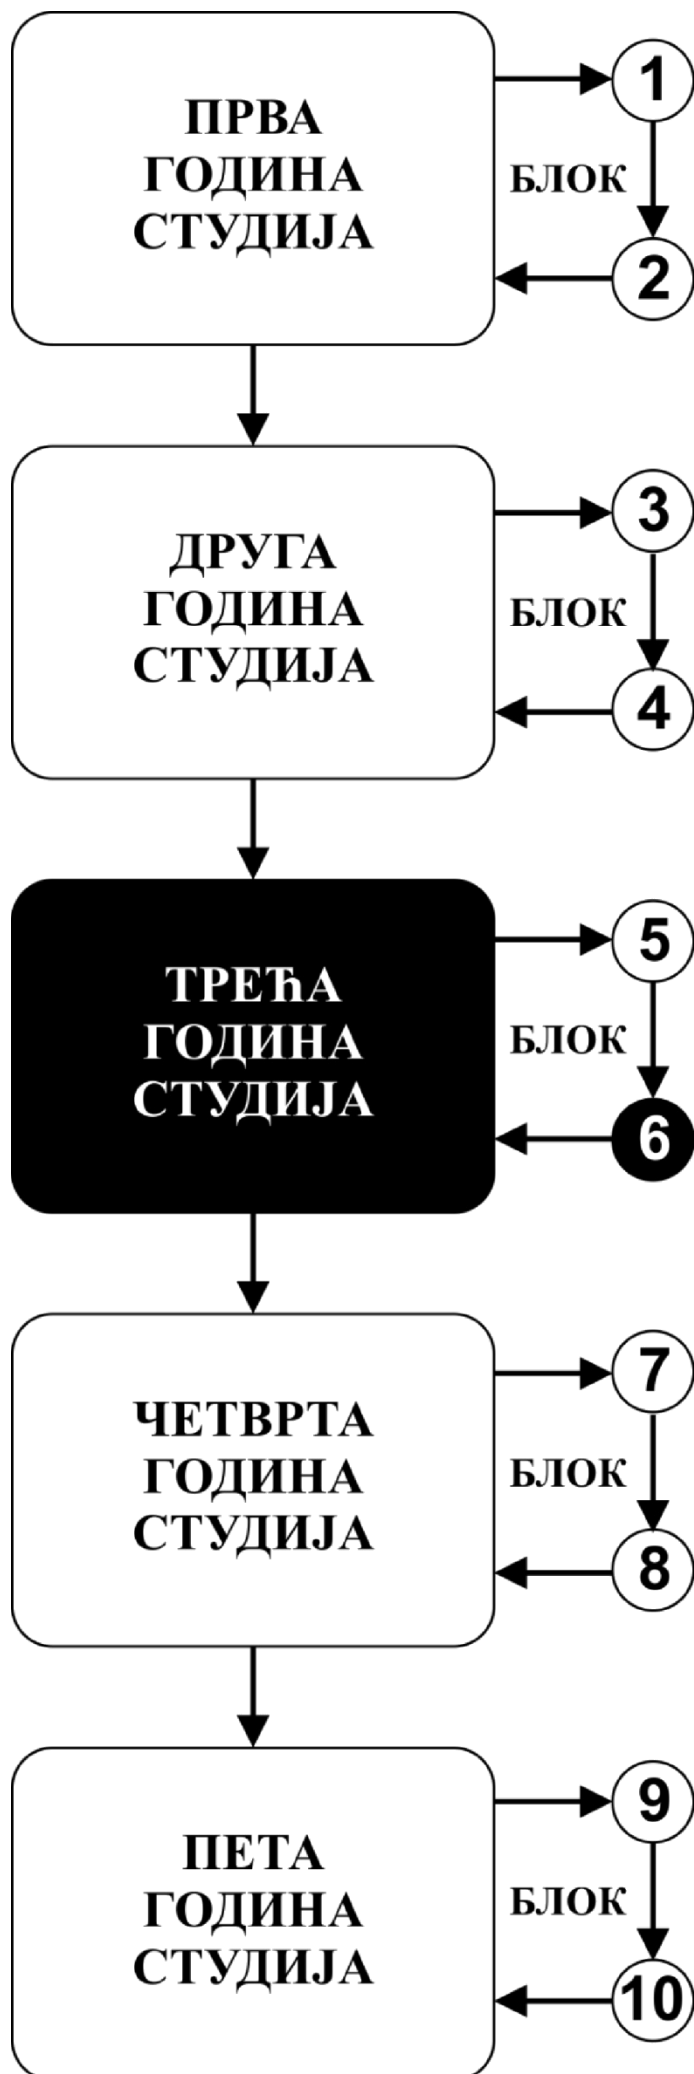 ПРВА
ГОДИНА
СТУДИЈА
1
БЛОК
2
ДРУГА
ГОДИНА
СТУДИЈА
3
БЛОК
4
ТРЕЋА
ГОДИНА
СТУДИЈА
5
БЛОК
6
ЧЕТВРТА
ГОДИНА
СТУДИЈА
7
БЛОК
8
ПЕТА
ГОДИНА
СТУДИЈА
9
БЛОК
10